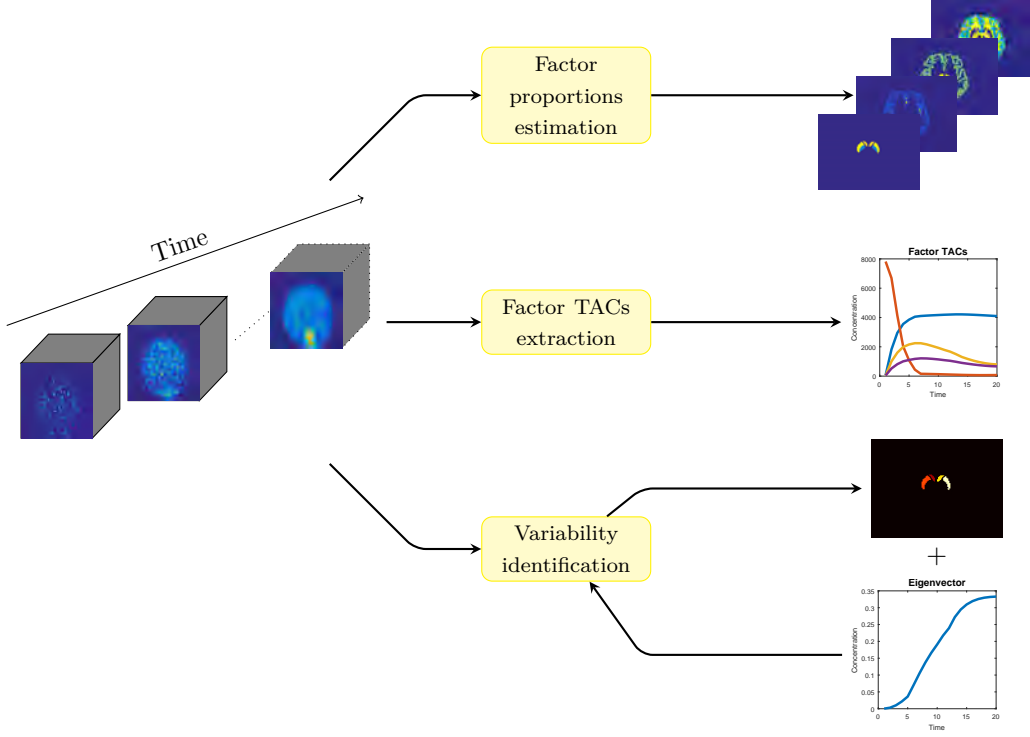 Factor
proportions
estimation
Time
Factor TACs
extraction
Factor TACs
8000
6000
4000
2000
0
Concentration
0 5 10 15 20
Time
Variability
identification
+
Eigenvector
0.35
0.3
0.25
0.2
0.15
0.1
0.05
0
Concentration
0 5 10 15 20
Time